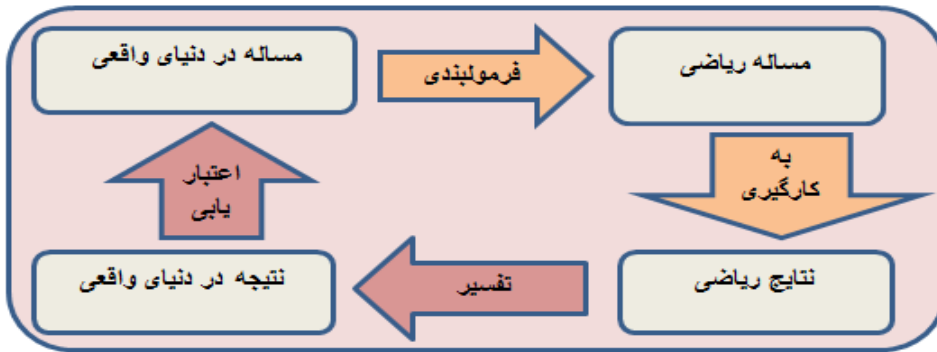 مساله در دنیای واقعی
فرمولبندی
مساله ریاضی
به
کارگیری
نتایج ریاضی
تفسیر
نتیجه در دنیای واقعی
اعتبار
یابی